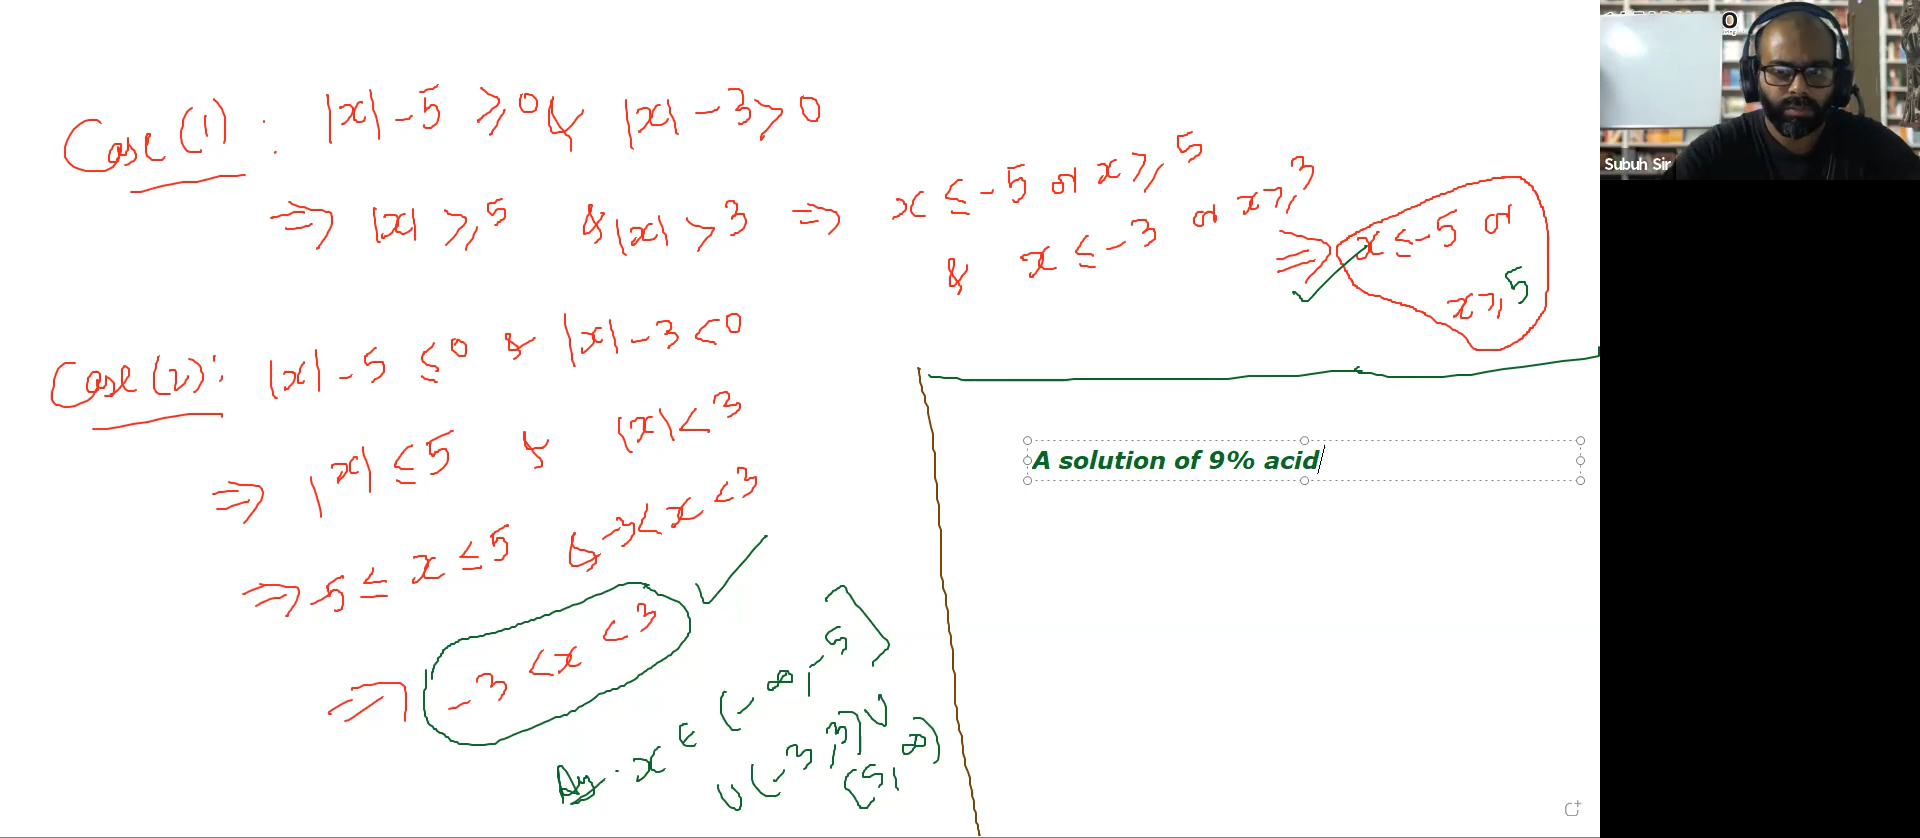 Case (1) : |x| - 5 ≥ 0 & |x| - 3 > 0
⇒ |x| ≥ 5 & |x| > 3 ⇒ x ≤ -5 or x ≥ 5
& x ≤ -3 or x ≥ 3
⇒ x ≤ -5 or
x ≥ 5
Case (2) : |x| - 5 ≤ 0 & |x| - 3 < 0
⇒ |x| ≤ 5 & |x| < 3
⇒ -5 ≤ x ≤ 5 & -3 < x < 3
⇒ -3 < x < 3
Ans. x ∈ (-∞, -5] ∪
∪ (-3, 3)
[5, ∞)
A solution of 9% acid
Subuh Sir